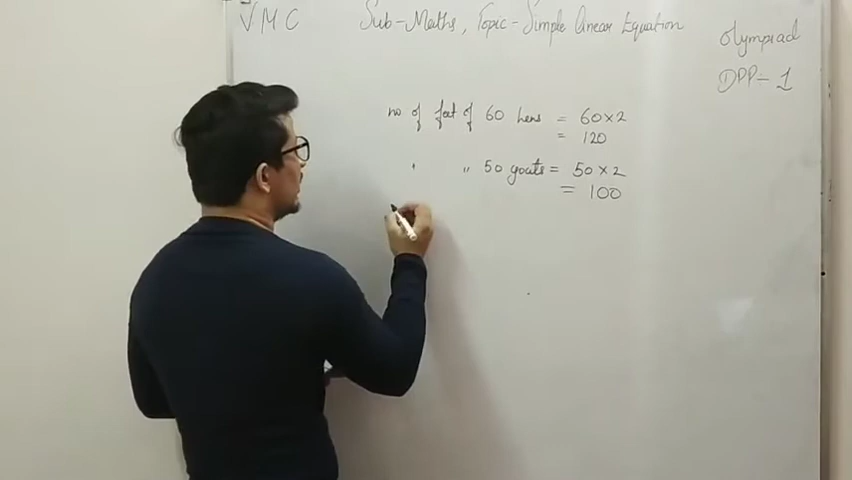 VMC
Sub-Maths, Topic-Simple linear Equation
Olympiad
DPP-1
no of feet of 60 hens = 60×2
= 120
" " 50 goats = 50×2
= 100